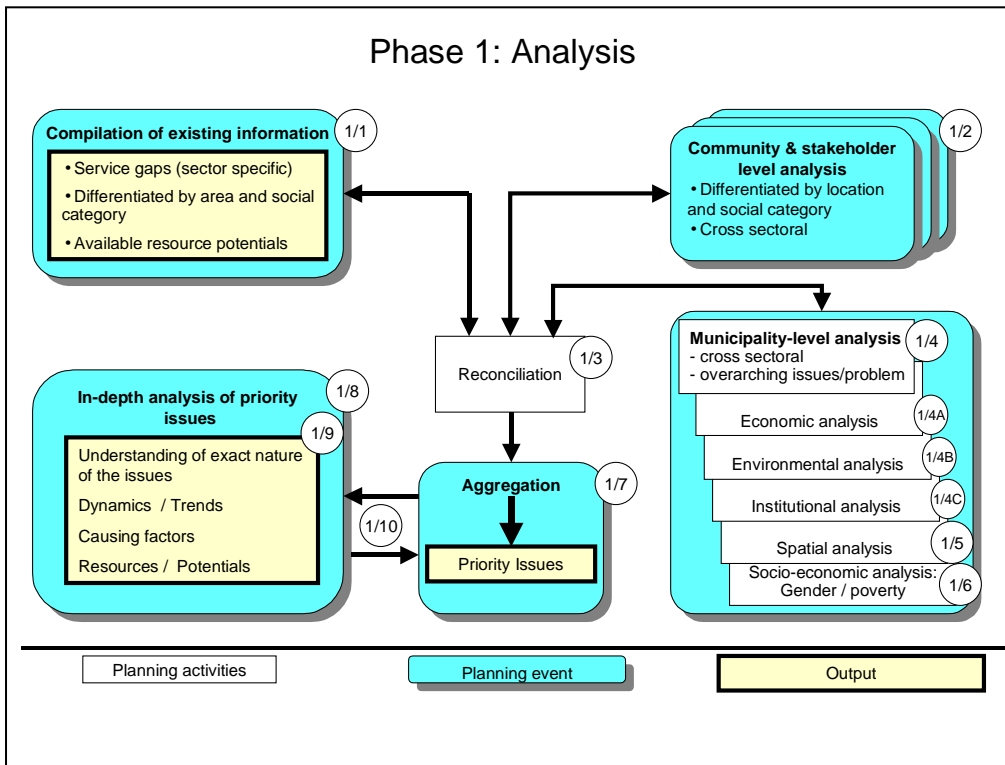 Phase 1: Analysis
Compilation of existing information
1/1
• Service gaps (sector specific)
• Differentiated by area and social
category
• Available resource potentials
1/2
Community & stakeholder
level analysis
• Differentiated by location
and social category
• Cross sectoral
Reconciliation
1/3
Municipality-level analysis
- cross sectoral
- overarching issues/problem
1/4
Economic analysis
1/4A
Environmental analysis
1/4B
Institutional analysis
1/4C
Spatial analysis
1/5
Socio-economic analysis:
Gender / poverty
1/6
In-depth analysis of priority
issues
1/8
1/9
Understanding of exact nature
of the issues
Dynamics / Trends
Causing factors
Resources / Potentials
1/10
Aggregation
1/7
Priority Issues
Planning activities
Planning event
Output